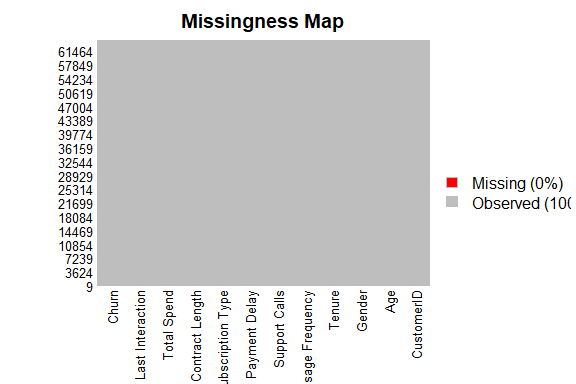 Missingness Map
61464
57849
54234
50619
47004
43389
39774
36159
32544
28929
25314
21699
18084
14469
10854
7239
3624
9
Missing (0%)
Observed (100
Churn
Last Interaction
Total Spend
Contract Length
ubscription Type
Payment Delay
Support Calls
sage Frequency
Tenure
Gender
Age
CustomerID